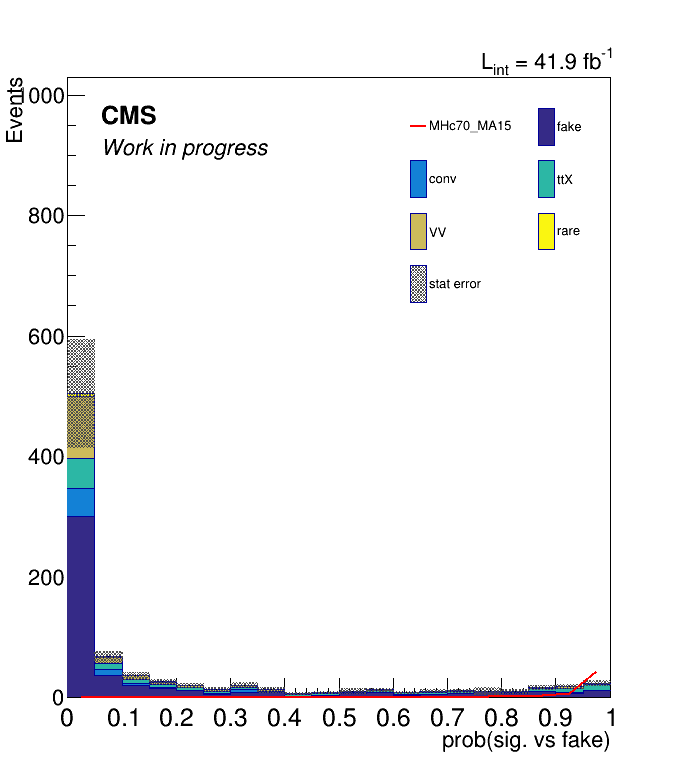 L_int = 41.9 fb^-1
Events
CMS
Work in progress
MHc70_MA15
fake
conv
ttX
VV
rare
stat error
1000
800
600
400
200
0
0 0.1 0.2 0.3 0.4 0.5 0.6 0.7 0.8 0.9 1
prob(sig. vs fake)